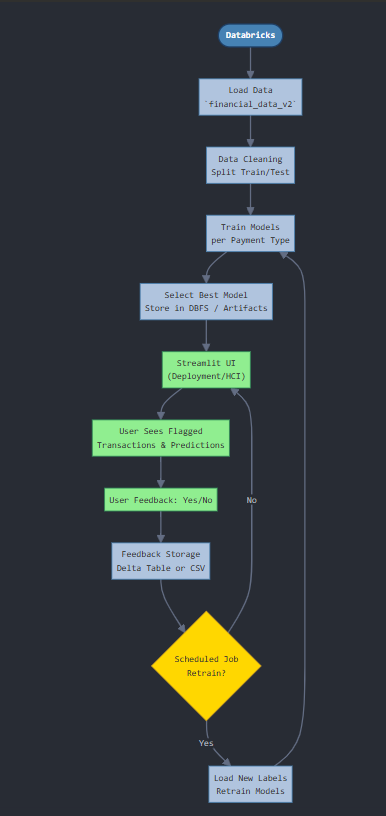 Databricks
Load Data
`financial_data_v2`
Data Cleaning
Split Train/Test
Train Models
per Payment Type
Select Best Model
Store in DBFS / Artifacts
Streamlit UI
(Deployment/HCI)
User Sees Flagged
Transactions & Predictions
User Feedback: Yes/No
No
Feedback Storage
Delta Table or CSV
Scheduled Job
Retrain?
Yes
Load New Labels
Retrain Models